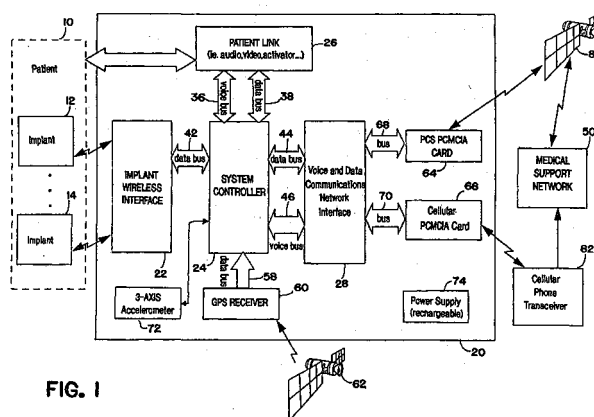 10
Patient
12
Implant
14
Implant
PATIENT LINK
(ie. audio,video,activator...)
26
36
voice bus
data bus
38
42
data bus
IMPLANT
WIRELESS
INTERFACE
22
SYSTEM
CONTROLLER
24
44
data bus
46
voice bus
Voice and Data
Communications
Network
Interface
28
68
bus
PCS PCMCIA
CARD
64
70
bus
66
Cellular
PCMCIA Card
MEDICAL
SUPPORT
NETWORK
50
82
Cellular
Phone
Transceiver
data bus
58
3-AXIS
Accelerometer
72
GPS RECEIVER
60
74
Power Supply
(rechargeable)
20
62
FIG. 1